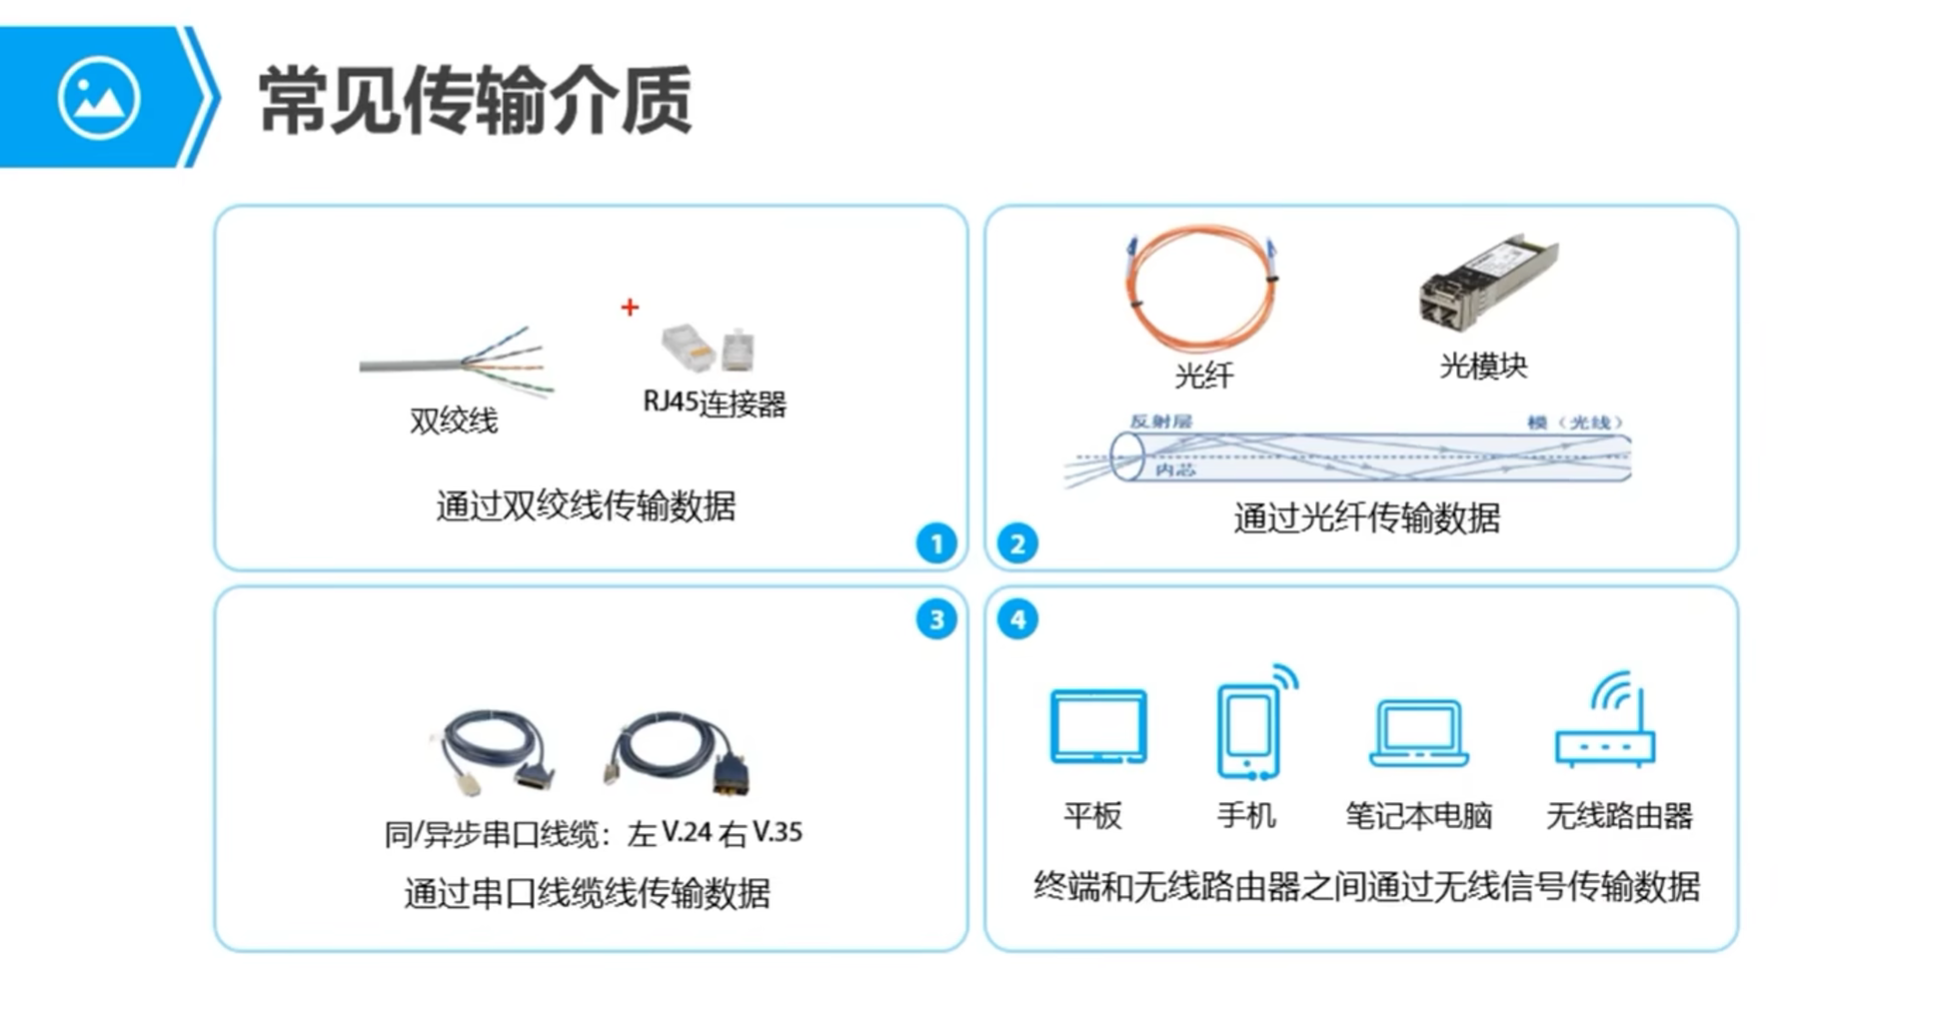 常见传输介质
双绞线
RJ45连接器
通过双绞线传输数据
1
光纤
光模块
反射层
模（光线）
内芯
通过光纤传输数据
2
3
同/异步串口线缆：左 V.24 右 V.35
通过串口线缆线传输数据
4
平板
手机
笔记本电脑
无线路由器
终端和无线路由器之间通过无线信号传输数据